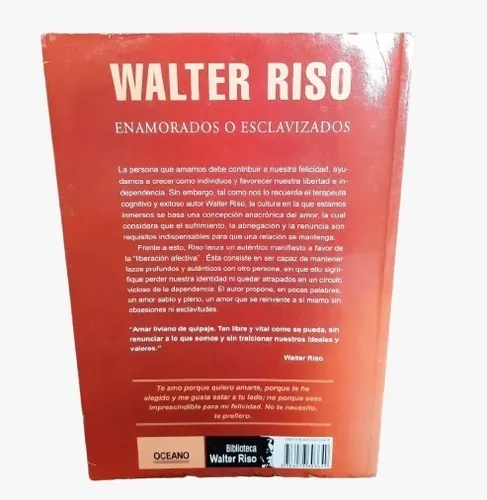 WALTER RISO
ENAMORADOS O ESCLAVIZADOS
La persona que amamos debe contribuir a nuestra felicidad, ayu-
darnos a crecer como individuos y favorecer nuestra libertad e in-
dependencia. Sin embargo, tal como nos lo recuerda el terapeuta
cognitivo y exitoso autor Walter Riso, la cultura en la que estamos
inmersos se basa una concepción anacrónica del amor, la cual
considera que el sufrimiento, la abnegación y la renuncia son
requisitos indispensables para que una relación se mantenga.
Frente a esto, Riso lanza un auténtico manifiesto a favor de
la "liberación afectiva". Ésta consiste en ser capaz de mantener
lazos profundos y auténticos con otro persona, sin que ello signi-
fique perder nuestra identidad ni quedar atrapados en un círculo
vicioso de la dependencia. El autor propone, en pocas palabras,
un amor sabio y pleno, un amor que se reinvente a sí mismo sin
obsesiones ni esclavitudes.
"Amar liviano de quipaje. Tan libre y vital como se pueda, sin
renunciar a lo que somos y sin traicionar nuestros ideales y
valores."
Walter Riso
Te amo porque quiero amarte, porque te he
elegido y me gusta estar a tu lado; no porque seas
imprescindible para mi felicidad. No te necesito,
te prefiero.
OCEANO
Biblioteca
Walter Riso